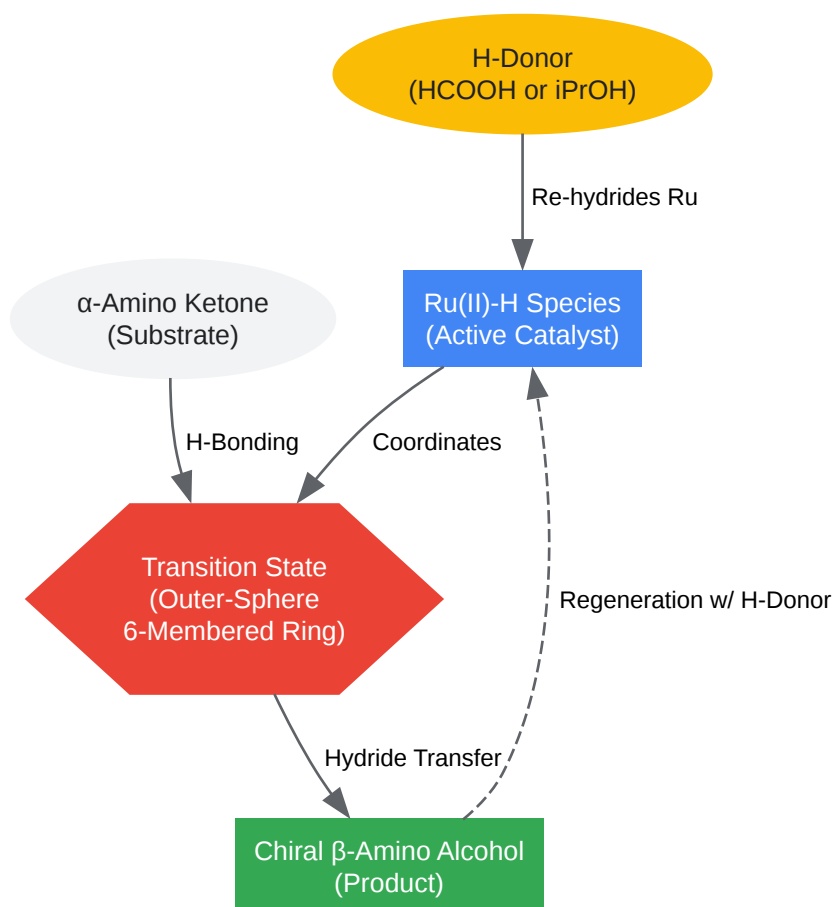 H-Donor
(HCOOH or iPrOH)
Re-hydrides Ru
α-Amino Ketone
(Substrate)
Ru(II)-H Species
(Active Catalyst)
H-Bonding
Coordinates
Transition State
(Outer-Sphere
6-Membered Ring)
Regeneration w/ H-Donor
Hydride Transfer
Chiral β-Amino Alcohol
(Product)